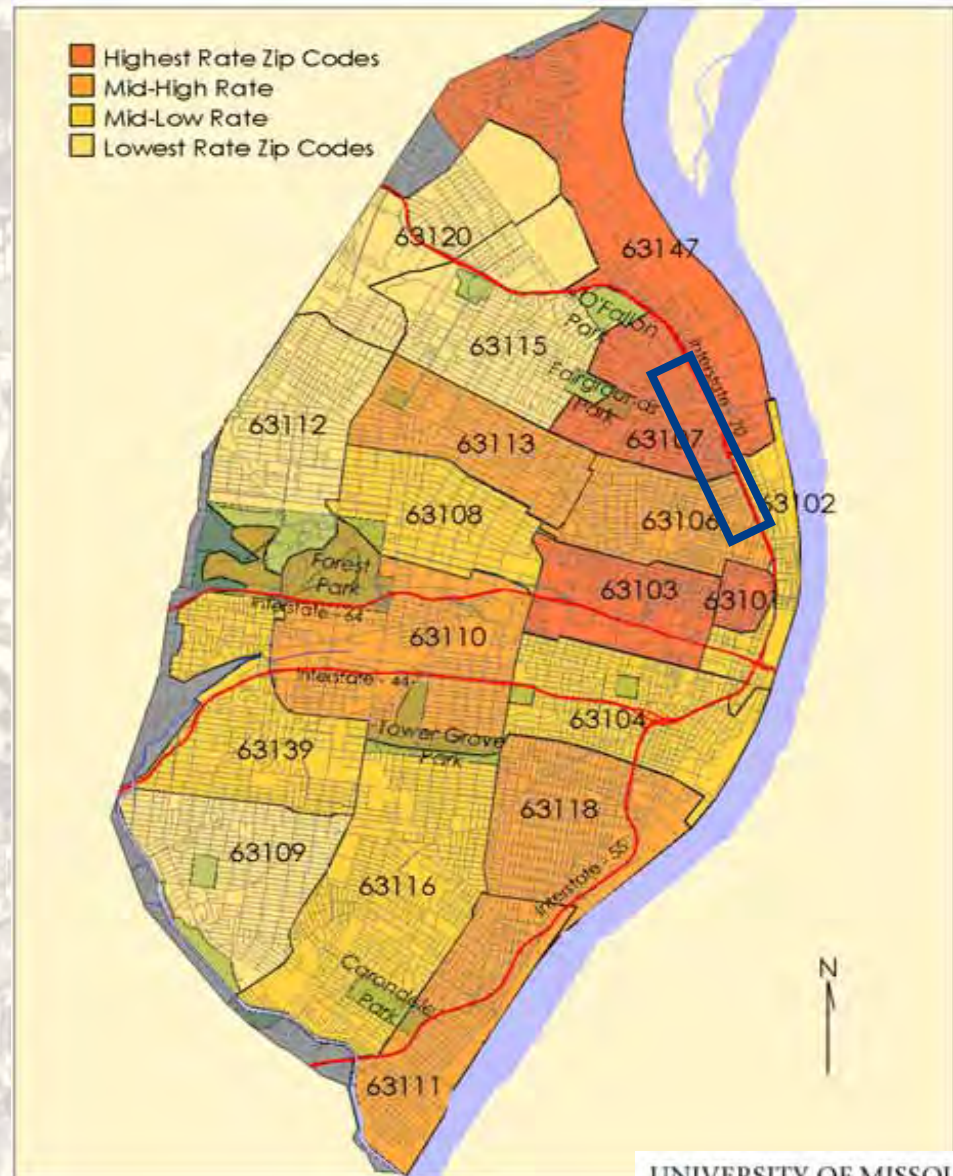 Highest Rate Zip Codes
Mid-High Rate
Mid-Low Rate
Lowest Rate Zip Codes
63120
63147
O'Fallon
Park
63115
Interstate - 70
Fairgrounds
Park
63107
63112
63113
63102
63108
63106
Forest
Park
63103
63101
Interstate - 64
63110
Interstate - 44
63104
Tower Grove
Park
63139
63118
63109
63116
Interstate - 55
Carondelet
Park
N
63111
UNIVERSITY OF